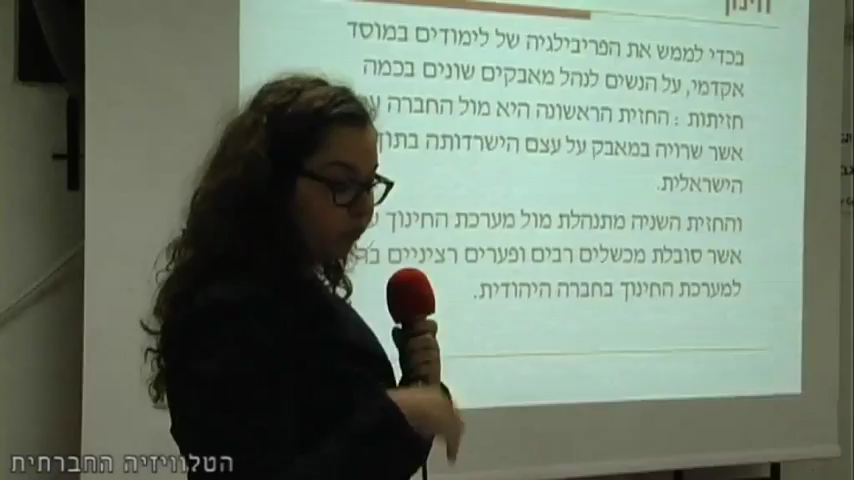 חינוך
בכדי לממש את הפריבילגיה של לימודים במוסד
אקדמי, על הנשים לנהל מאבקים שונים בכמה
חזיתות : החזית הראשונה היא מול החברה
אשר שרויה במאבק על עצם הישרדותה בתוך
הישראלית.
והחזית השניה מתנהלת מול מערכת החינוך
אשר סובלת מכשלים רבים ופערים רציניים
למערכת החינוך בחברה היהודית.
הטלוויזיה החברתית